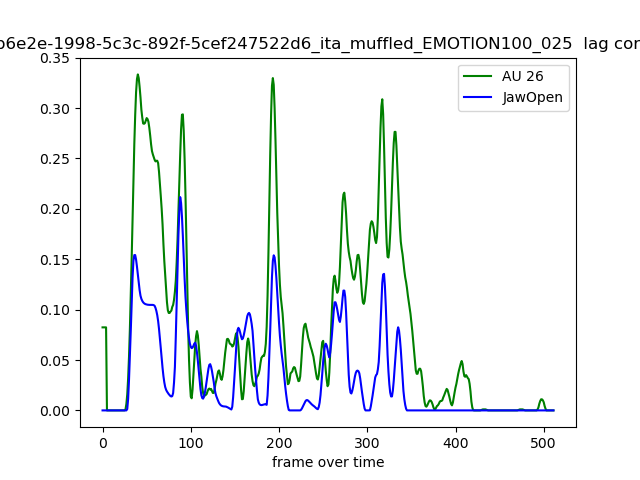 b6e2e-1998-5c3c-892f-5cef247522d6_ita_muffled_EMOTION100_025 lag cor
0.35
AU 26
JawOpen
0.30
0.25
0.20
0.15
0.10
0.05
0.00
0 100 200 300 400 500
frame over time